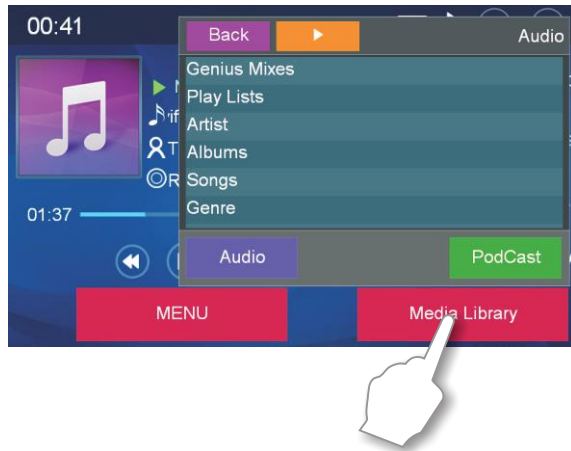 00:41
Back
Audio
Genius Mixes
Play Lists
Artist
Albums
Songs
Genre
01:37
Audio
PodCast
MENU
Media Library